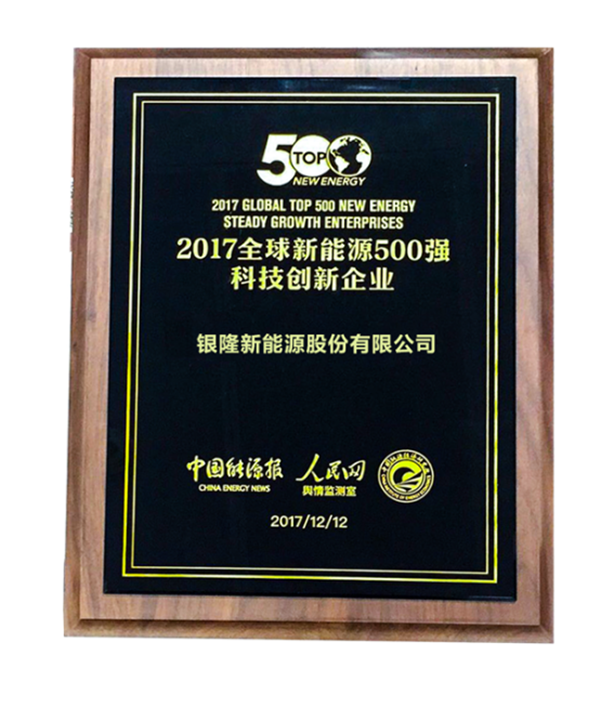 500
TOP
NEW ENERGY
2017 GLOBAL TOP 500 NEW ENERGY
STEADY GROWTH ENTERPRISES
2017全球新能源500强
科技创新企业
银隆新能源股份有限公司
中国能源报 人民网
CHINA ENERGY NEWS 舆情监测室
2017/12/12